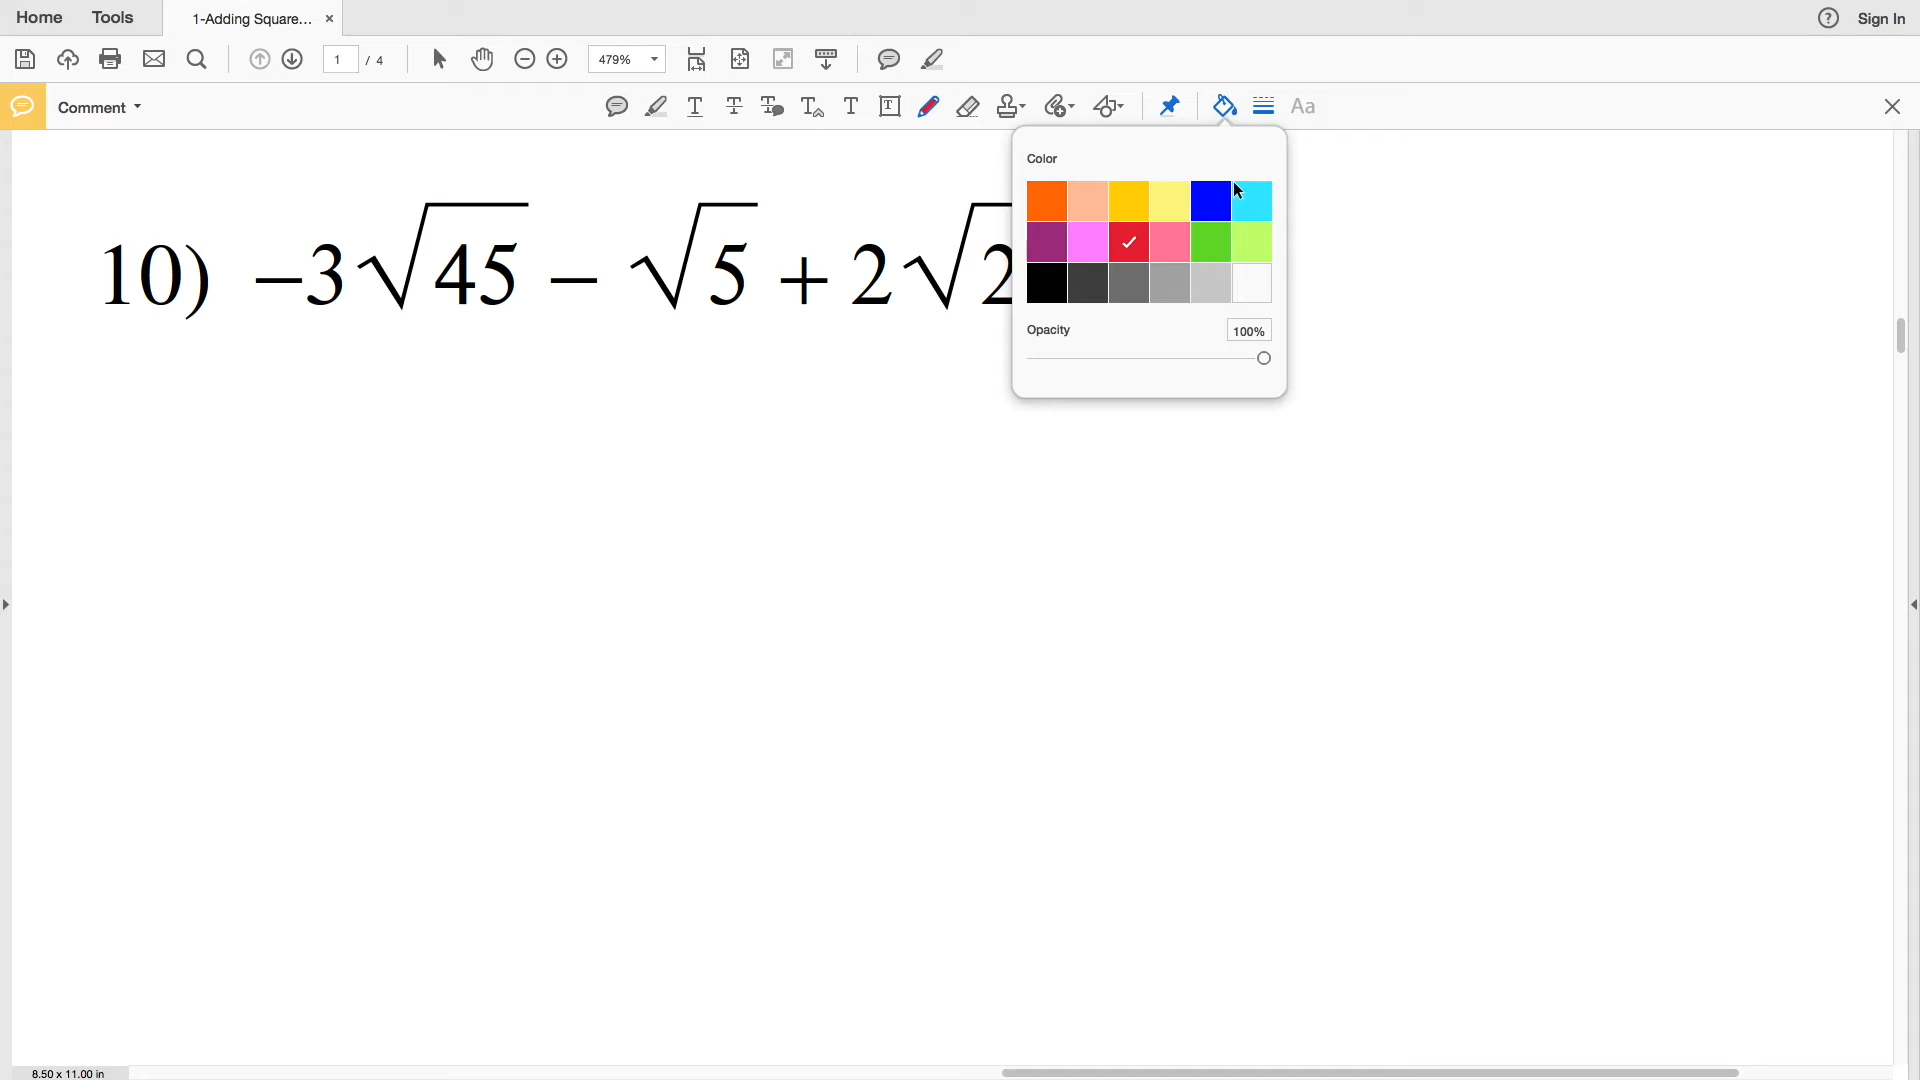 Home Tools 1-Adding Square... × Sign In
1 / 4 479%
Comment Aa
Color
10) −3√45 − √5 + 2√2
Opacity 100%
8.50 x 11.00 in